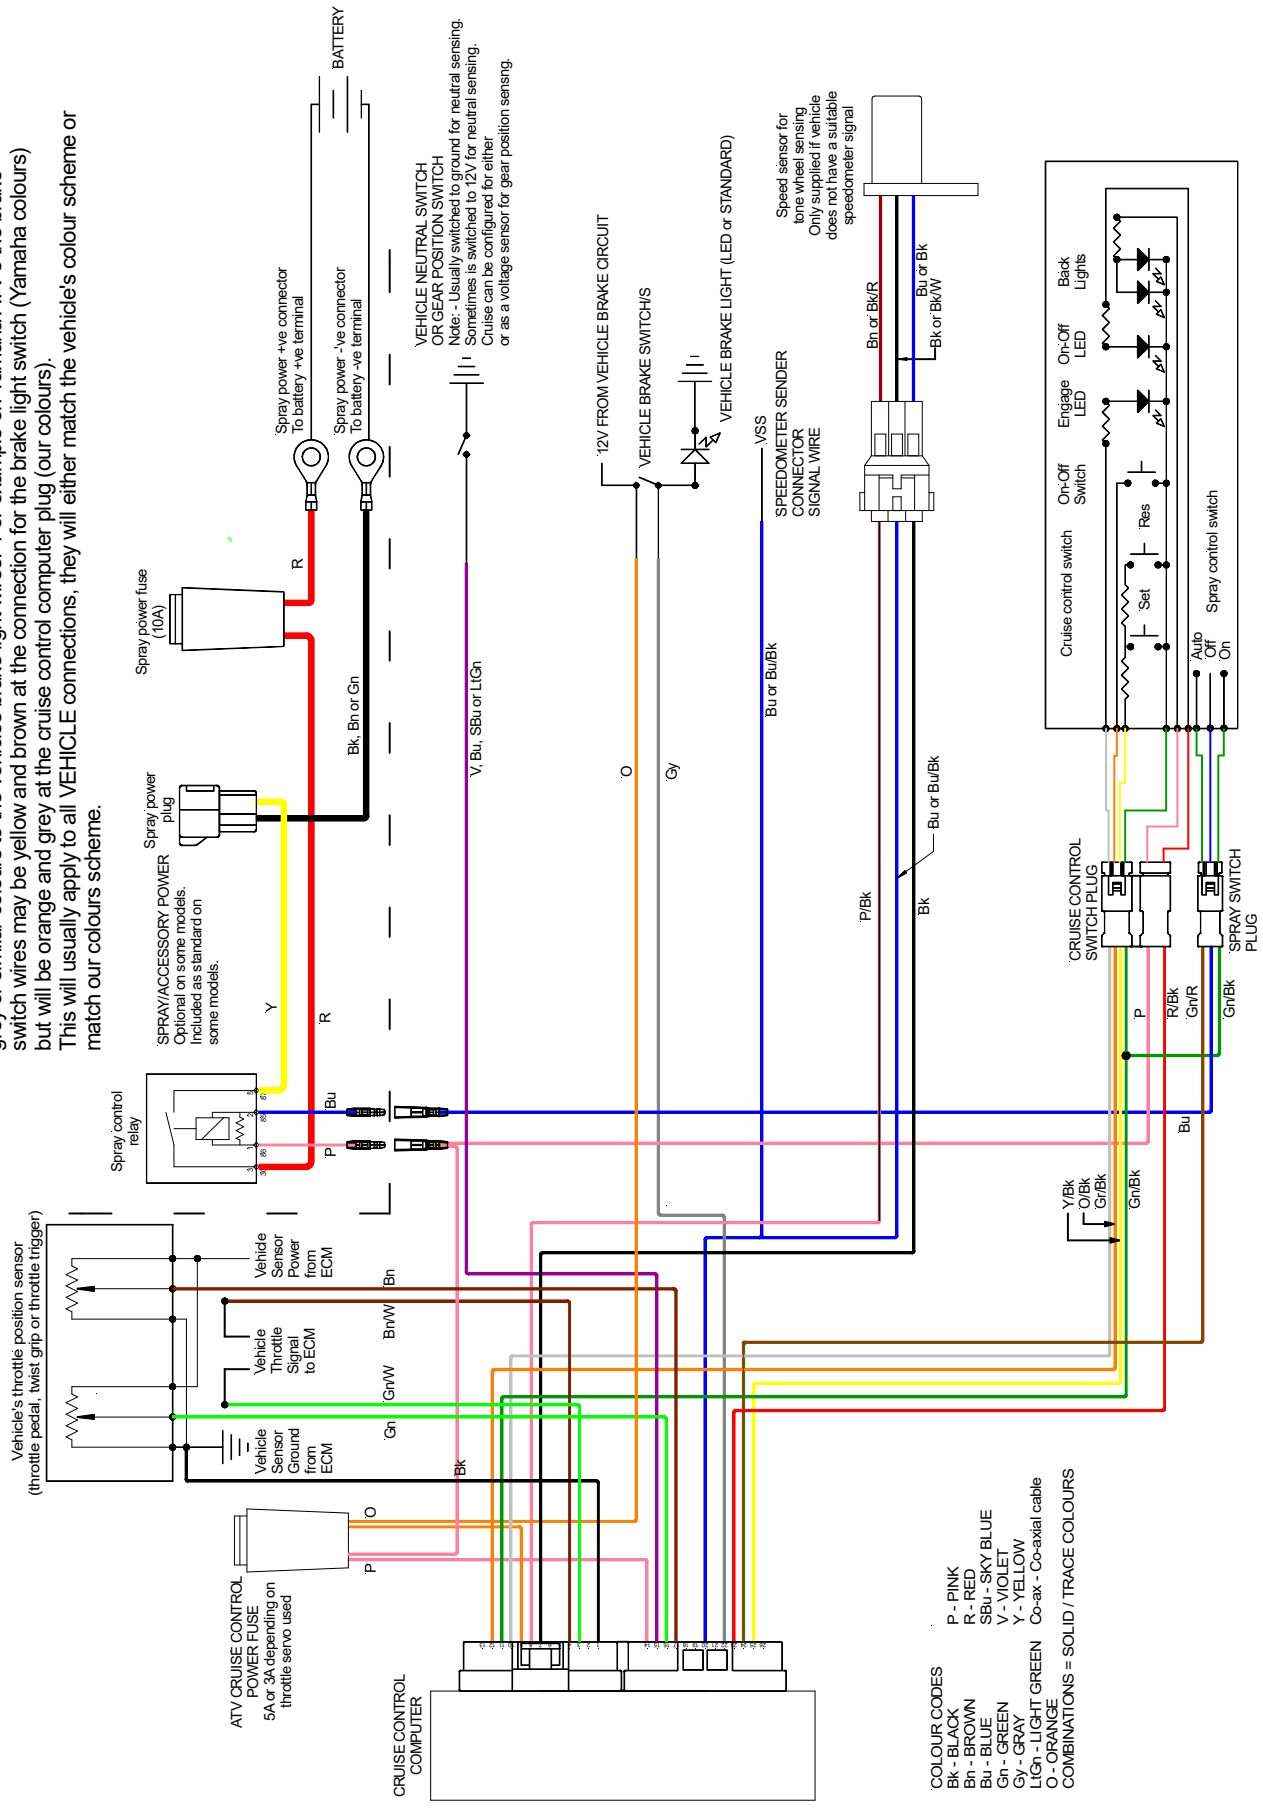 switch wires may be yellow and brown at the connection for the brake light switch (Yamaha colours)
but will be orange and grey at the cruise control computer plug (our colours).
This will usually apply to all VEHICLE connections, they will either match the vehicle's colour scheme or
match our colours scheme.
Vehicle's throttle position sensor
(throttle pedal, twist grip or throttle trigger)
Vehicle
Sensor
Ground
from
ECM
Vehicle
Throttle
Signal
to ECM
Vehicle
Sensor
Power
from
ECM
Gn
Gn/W
Bn/W
Bn
Bk
Spray control
relay
3
30
1
86
2
85
5
87
P
Bu
Y
R
SPRAY/ACCESSORY POWER
Optional on some models.
Included as standard on
some models.
Spray power
plug
Bk, Bn or Gn
Spray power fuse
(10A)
R
Spray power +ve connector
To battery +ve terminal
Spray power -'ve connector
To battery -ve terminal
BATTERY
VEHICLE NEUTRAL SWITCH
OR GEAR POSITION SWITCH
Note: - Usually switched to ground for neutral sensing.
Sometimes is switched to 12V for neutral sensing.
Cruise can be configured for either
or as a voltage sensor for gear position sensng.
V, Bu, SBu or LtGn
12V FROM VEHICLE BRAKE CIRCUIT
VEHICLE BRAKE SWITCH/S
VEHICLE BRAKE LIGHT (LED or STANDARD)
O
Gy
VSS
SPEEDOMETER SENDER
CONNECTOR
SIGNAL WIRE
Bu or Bu/Bk
Speed sensor for
tone wheel sensing
Only supplied if vehicle
does not have a suitable
speedometer signal
Bn or Bk/R
Bu or Bk
Bk or Bk/W
P/Bk
Bu or Bu/Bk
Bk
ATV CRUISE CONTROL
POWER FUSE
5A or 3A depending on
throttle servo used
P
O
CRUISE CONTROL
COMPUTER
CRUISE CONTROL
SWITCH PLUG
SPRAY SWITCH
PLUG
P
R/Bk
Gn/R
Gn/Bk
Bu
Y/Bk
O/Bk
Gr/Bk
Gn/Bk
Cruise control switch
On-Off
Switch
Engage
LED
On-Off
LED
Back
Lights
Set
Res
Auto
Off
On
Spray control switch
COLOUR CODES
Bk - BLACK
Bn - BROWN
Bu - BLUE
Gn - GREEN
Gy - GRAY
LtGn - LIGHT GREEN
O - ORANGE
P - PINK
R - RED
SBu - SKY BLUE
V - VIOLET
Y - YELLOW
Co-ax - Co-axial cable
COMBINATIONS = SOLID / TRACE COLOURS